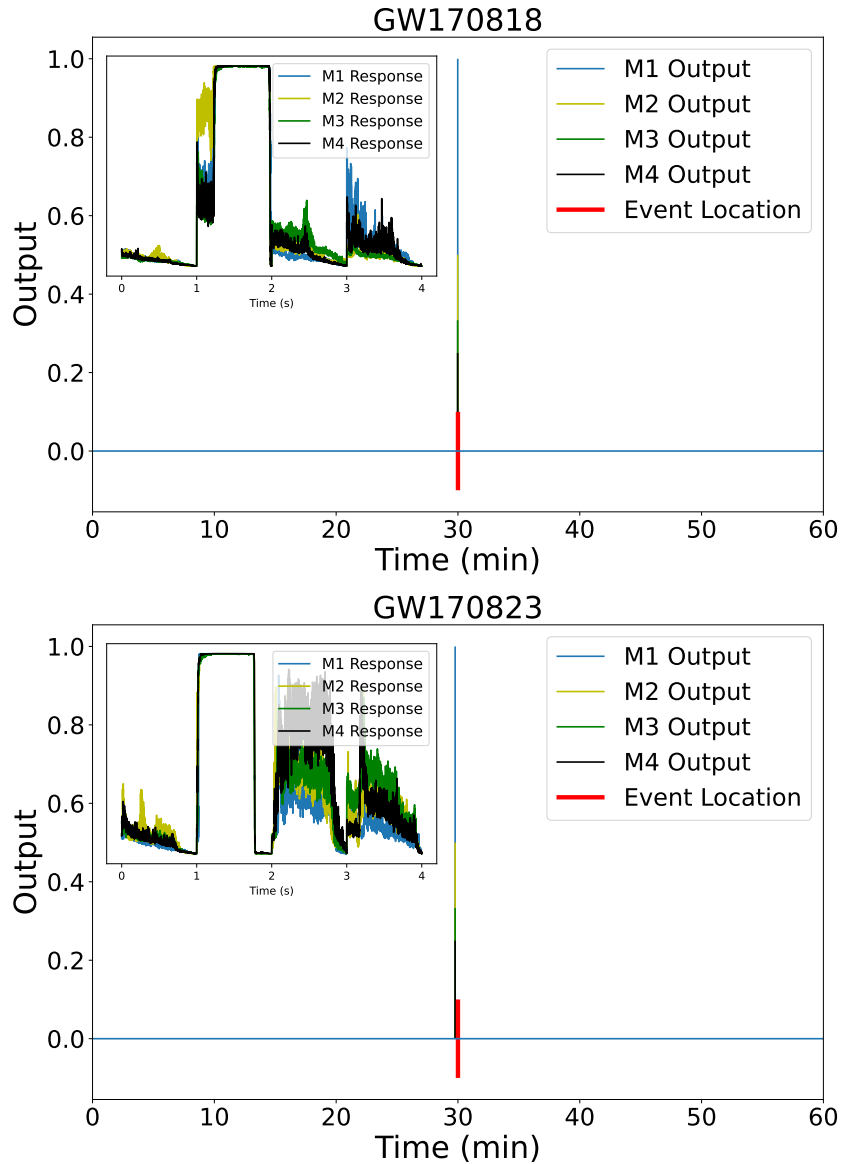 GW170818
Output
1.0
0.8
0.6
0.4
0.2
0.0
M1 Response
M2 Response
M3 Response
M4 Response
0 1 2 3 4
Time (s)
M1 Output
M2 Output
M3 Output
M4 Output
Event Location
0 10 20 30 40 50 60
Time (min)
GW170823
Output
1.0
0.8
0.6
0.4
0.2
0.0
M1 Response
M2 Response
M3 Response
M4 Response
0 1 2 3 4
Time (s)
M1 Output
M2 Output
M3 Output
M4 Output
Event Location
0 10 20 30 40 50 60
Time (min)